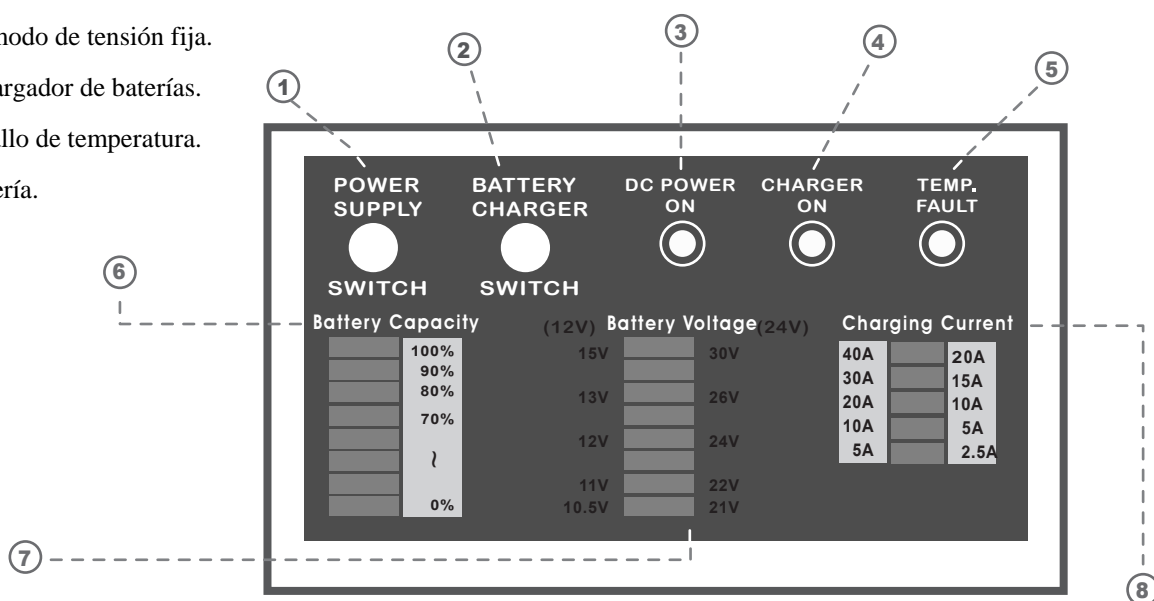 modo de tensión fija.
cargador de baterías.
fallo de temperatura.
ería.
1
2
3
4
5
POWER SUPPLY
SWITCH
BATTERY CHARGER
SWITCH
DC POWER ON
CHARGER ON
TEMP. FAULT
6
Battery Capacity
100%
90%
80%
70%
~
0%
(12V) Battery Voltage (24V)
15V 30V
13V 26V
12V 24V
11V 22V
10.5V 21V
Charging Current
40A 20A
30A 15A
20A 10A
10A 5A
5A 2.5A
7
8